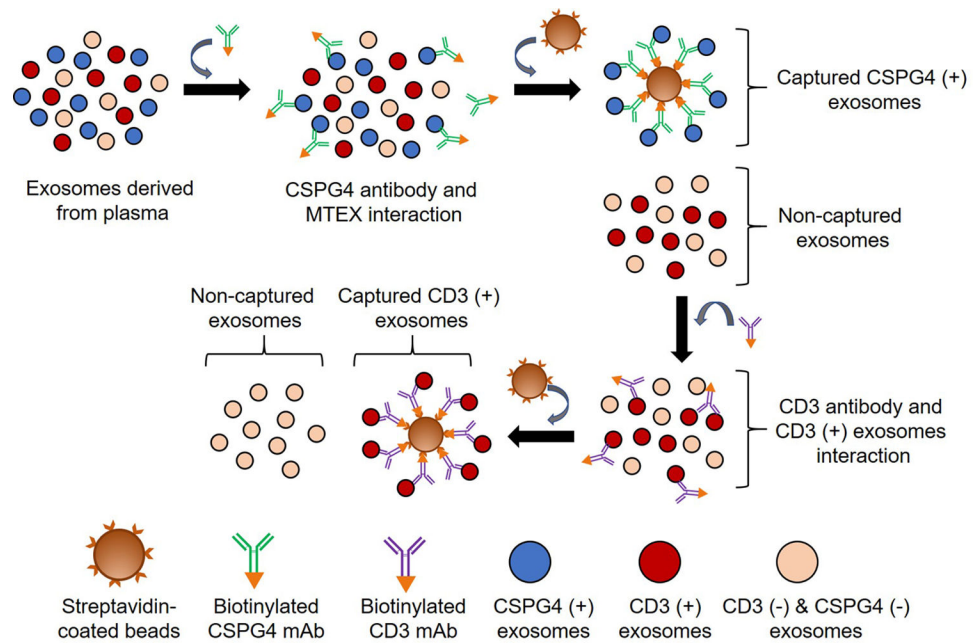 Exosomes derived
from plasma
CSPG4 antibody and
MTEX interaction
Captured CSPG4 (+)
exosomes
Non-captured
exosomes
Non-captured
exosomes
Captured CD3 (+)
exosomes
CD3 antibody and
CD3 (+) exosomes
interaction
Streptavidin-
coated beads
Biotinylated
CSPG4 mAb
Biotinylated
CD3 mAb
CSPG4 (+)
exosomes
CD3 (+)
exosomes
CD3 (-) & CSPG4 (-)
exosomes